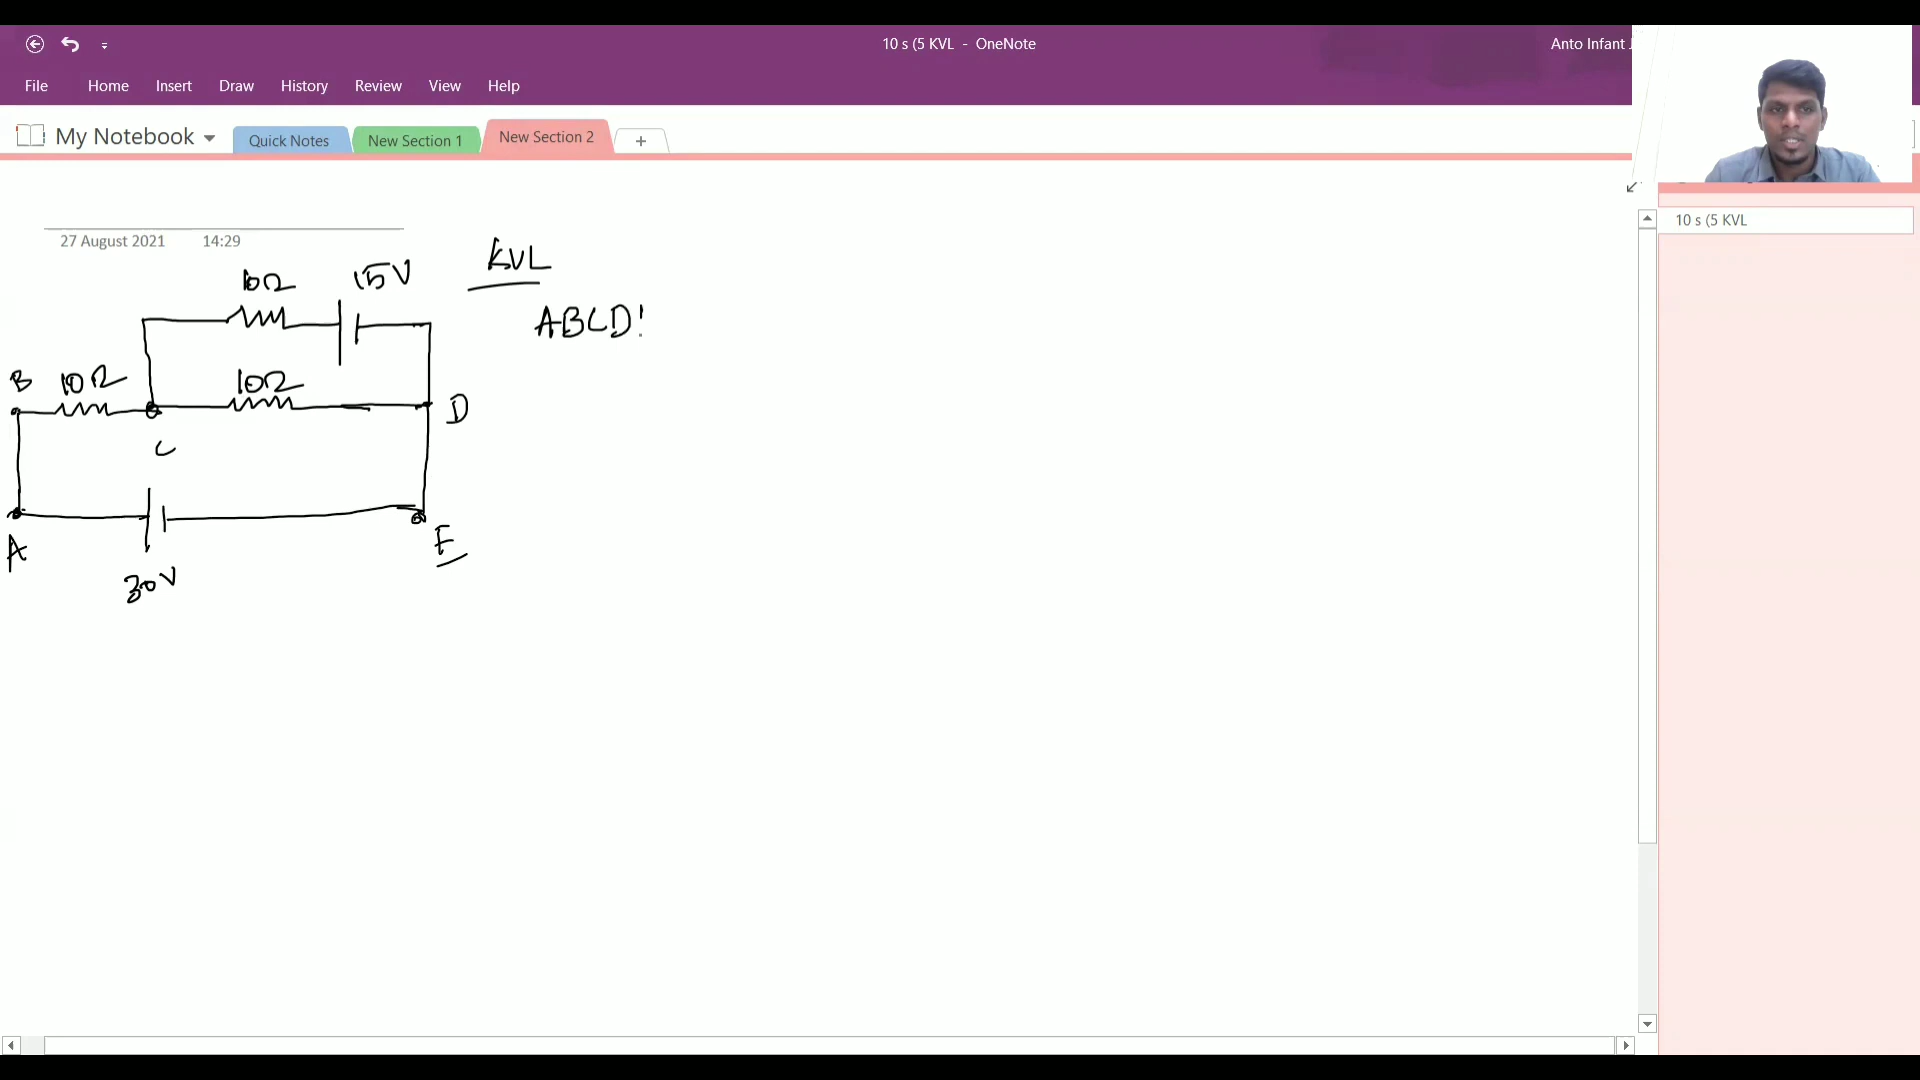 10 s (5 KVL - OneNote
Anto Infant J
File Home Insert Draw History Review View Help
My Notebook Quick Notes New Section 1 New Section 2 +
10 s (5 KVL
27 August 2021 14:29
KVL
10Ω 15V
ABCD
B 10Ω 10Ω
D
C
A
E
30V